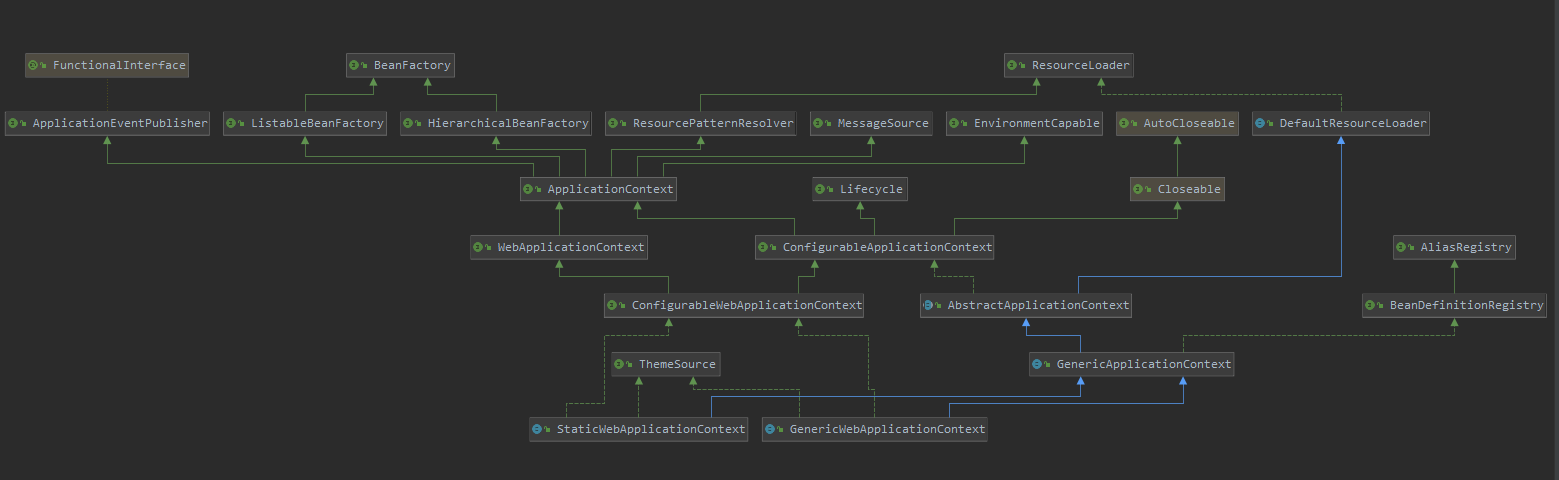 FunctionalInterface
BeanFactory
ResourceLoader
ApplicationEventPublisher
ListableBeanFactory
HierarchicalBeanFactory
ResourcePatternResolver
MessageSource
EnvironmentCapable
AutoCloseable
DefaultResourceLoader
ApplicationContext
Lifecycle
Closeable
WebApplicationContext
ConfigurableApplicationContext
AliasRegistry
ConfigurableWebApplicationContext
AbstractApplicationContext
BeanDefinitionRegistry
ThemeSource
GenericApplicationContext
StaticWebApplicationContext
GenericWebApplicationContext